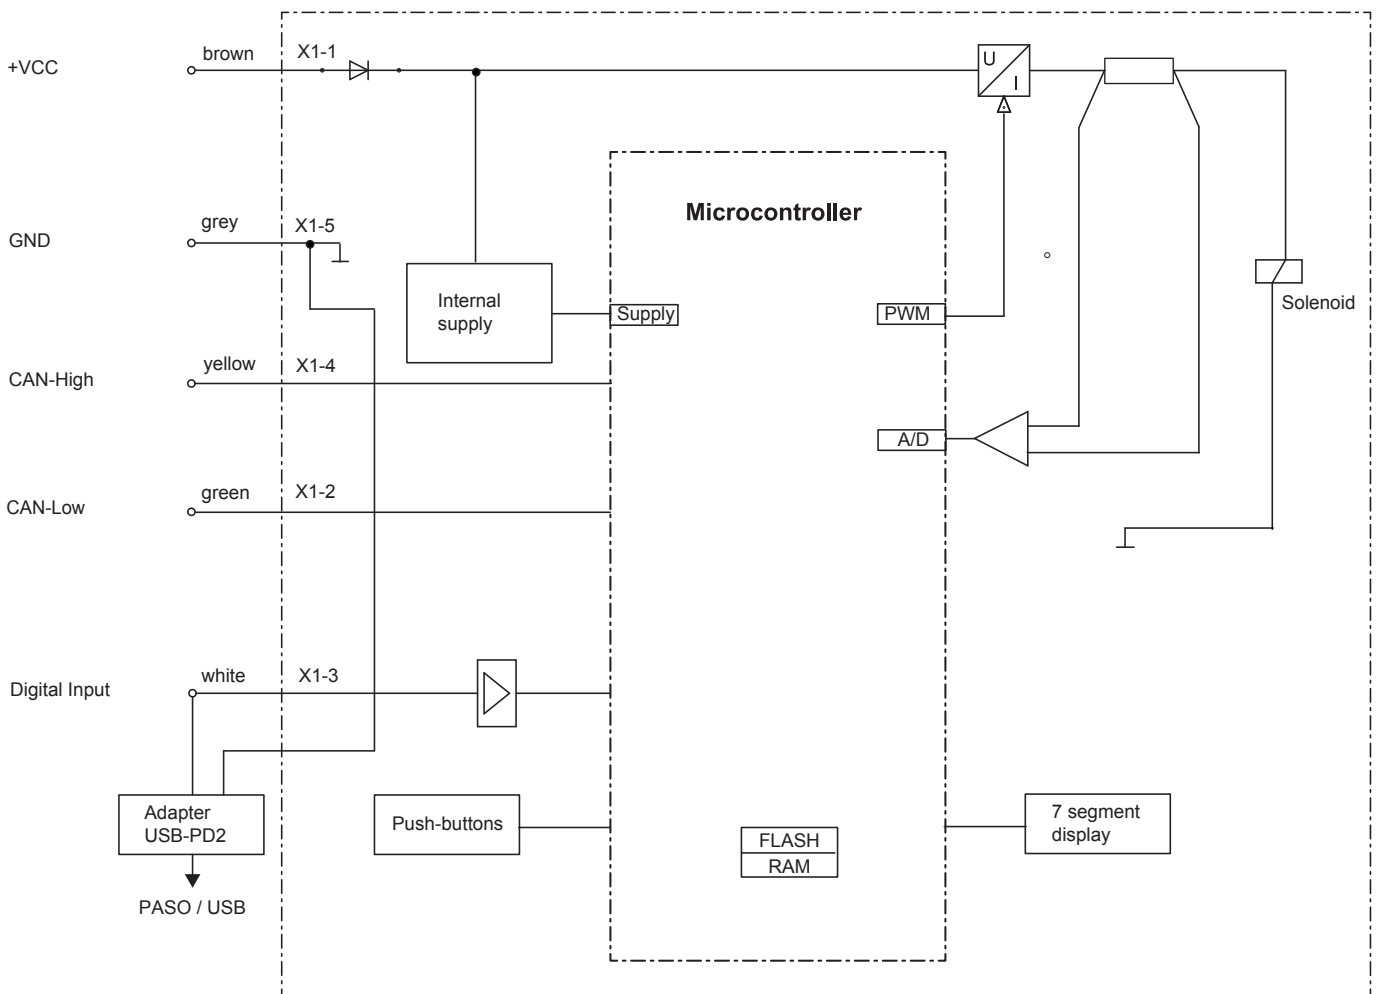 +VCC
brown
X1-1
U
I
Microcontroller
GND
grey
X1-5
Internal
supply
Supply
PWM
Solenoid
CAN-High
yellow
X1-4
A/D
CAN-Low
green
X1-2
Digital Input
white
X1-3
Adapter
USB-PD2
Push-buttons
FLASH
RAM
7 segment
display
PASO / USB